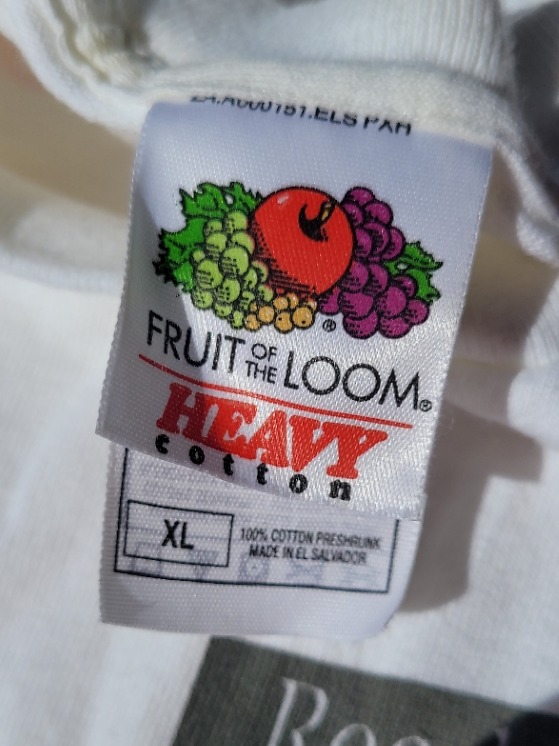 FRUIT OF THE LOOM®
HEAVY
cotton
XL
100% COTTON PRESHRUNK
MADE IN EL SALVADOR